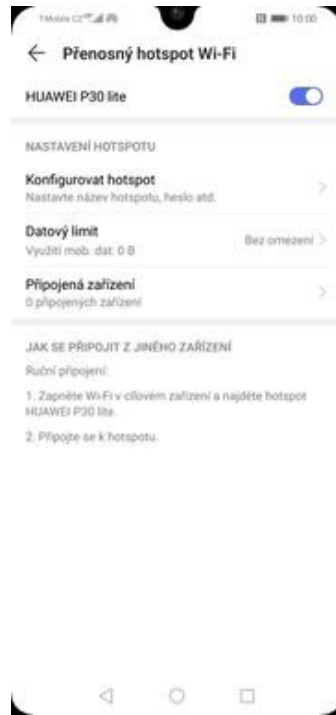 T-Mobile CZ 10:00
Přenosný hotspot Wi-Fi
HUAWEI P30 lite
NASTAVENÍ HOTSPOTU
Konfigurovat hotspot
Nastavte název hotspotu, heslo atd.
Datový limit
Využití mob. dat: 0 B
Bez omezení
Připojená zařízení
0 připojených zařízení
JAK SE PŘIPOJIT Z JINÉHO ZAŘÍZENÍ
Ruční připojení:
1. Zapněte Wi-Fi v cílovém zařízení a najděte hotspot
HUAWEI P30 lite.
2. Připojte se k hotspotu.